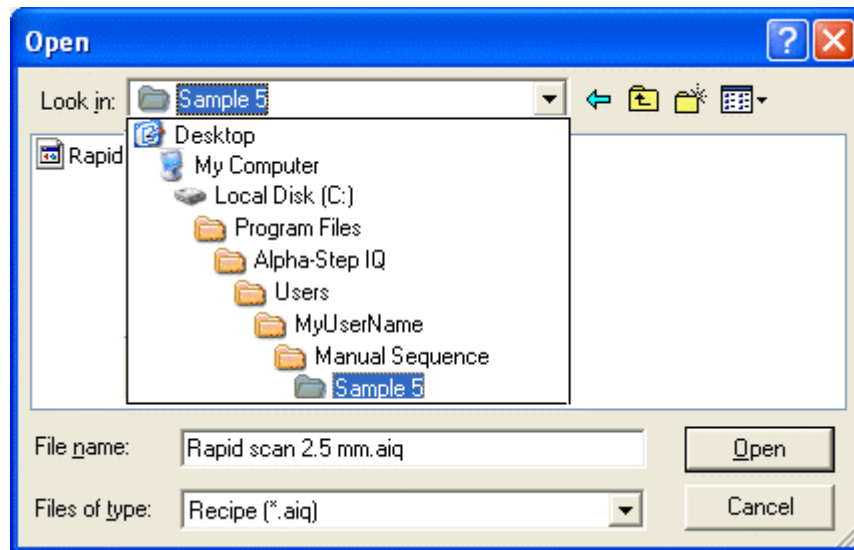 Open
Look in: Sample 5
Desktop
Rapid
My Computer
Local Disk (C:)
Program Files
Alpha-Step IQ
Users
MyUserName
Manual Sequence
Sample 5
File name: Rapid scan 2.5 mm.aiq Open
Files of type: Recipe (*.aiq) Cancel